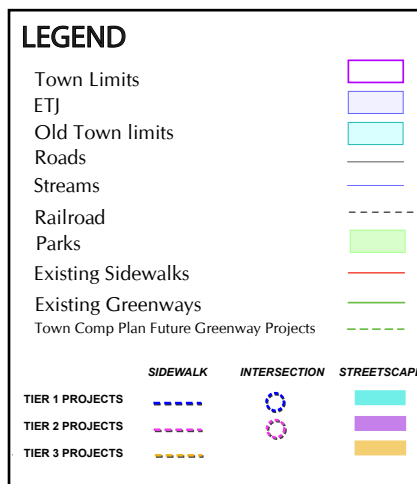 LEGEND
Town Limits
ETJ
Old Town limits
Roads
Streams
Railroad
Parks
Existing Sidewalks
Existing Greenways
Town Comp Plan Future Greenway Projects
SIDEWALK INTERSECTION STREETSCAPE
TIER 1 PROJECTS
TIER 2 PROJECTS
TIER 3 PROJECTS